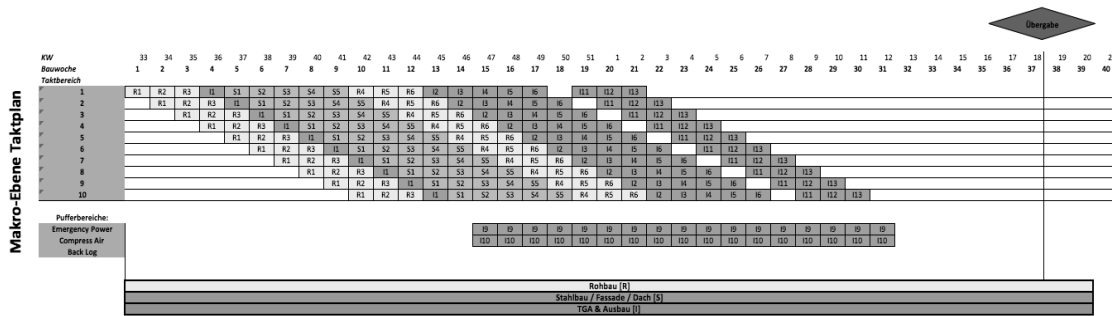 Übergabe
Makro-Ebene Taktplan
KW 33 34 35 36 37 38 39 40 41 42 43 44 45 46 47 48 49 50 51 1 2 3 4 5 6 7 8 9 10 11 12 13 14 15 18 16 17 18 19 20
Bauwoche 1 2 3 4 5 6 7 8 9 10 11 12 13 14 15 16 17 18 19 20 21 22 23 24 25 26 27 28 29 30 31 32 33 34 35 36 37 38 39 40
Taktbereich
1 R1 R2 R3 I1 S1 S2 S3 S4 S5 R4 R5 R6 I2 I3 I4 I5 I6 I11 I12 I13
2 R1 R2 R3 I1 S1 S2 S3 S4 S5 R4 R5 R6 I2 I3 I4 I5 I6 I11 I12 I13
3 R1 R2 R3 I1 S1 S2 S3 S4 S5 R4 R5 R6 I2 I3 I4 I5 I6 I11 I12 I13
4 R1 R2 R3 I1 S1 S2 S3 S4 S5 R4 R5 R6 I2 I3 I4 I5 I6 I11 I12 I13
5 R1 R2 R3 I1 S1 S2 S3 S4 S5 R4 R5 R6 I2 I3 I4 I5 I6 I11 I12 I13
6 R1 R2 R3 I1 S1 S2 S3 S4 S5 R4 R5 R6 I2 I3 I4 I5 I6 I11 I12 I13
7 R1 R2 R3 I1 S1 S2 S3 S4 S5 R4 R5 R6 I2 I3 I4 I5 I6 I11 I12 I13
8 R1 R2 R3 I1 S1 S2 S3 S4 S5 R4 R5 R6 I2 I3 I4 I5 I6 I11 I12 I13
9 R1 R2 R3 I1 S1 S2 S3 S4 S5 R4 R5 R6 I2 I3 I4 I5 I6 I11 I12 I13
10 R1 R2 R3 I1 S1 S2 S3 S4 S5 R4 R5 R6 I2 I3 I4 I5 I6 I11 I12 I13
Pufferbereiche:
Emergency Power I9 I9 I9 I9 I9 I9 I9 I9 I9 I9 I9 I9 I9 I9 I9 I9 I9
Compress Air I10 I10 I10 I10 I10 I10 I10 I10 I10 I10 I10 I10 I10 I10 I10 I10 I10
Back Log
Rohbau [R]
Stahlbau / Fassade / Dach [S]
TGA & Ausbau [I]